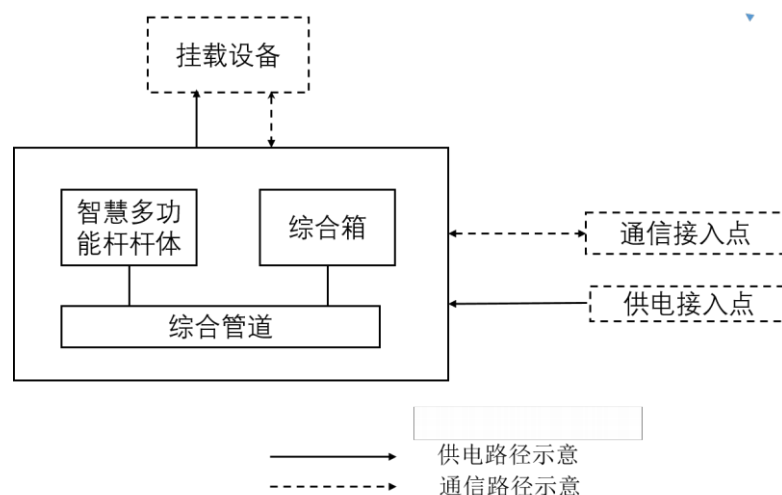 挂载设备
智慧多功
能杆杆体
综合箱
综合管道
通信接入点
供电接入点
供电路径示意
通信路径示意